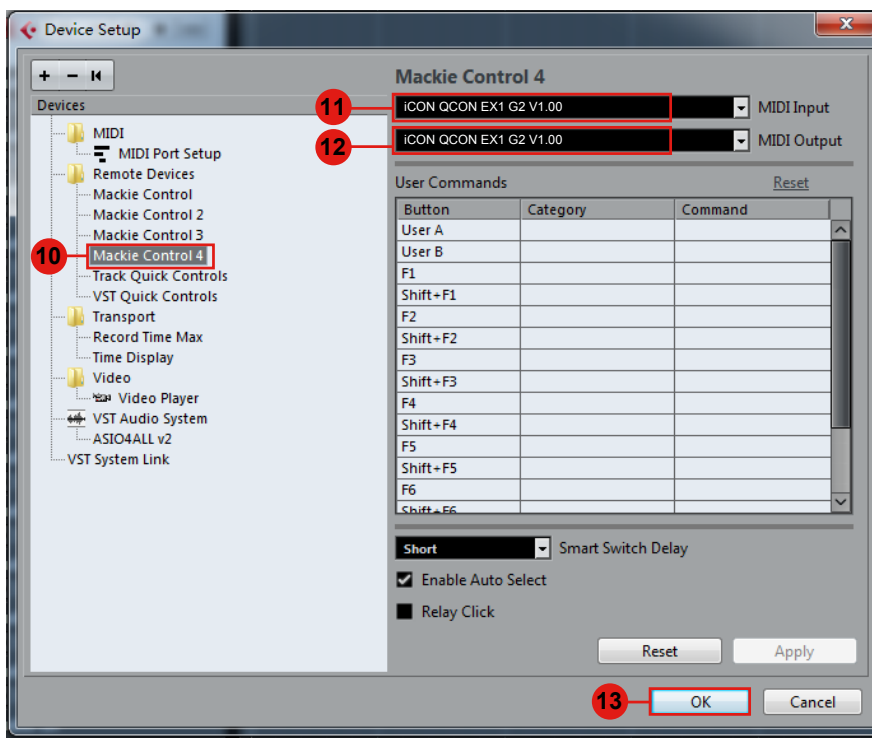 Device Setup
+ −
Mackie Control 4
Devices
11
iCON QCON EX1 G2 V1.00
MIDI Input
12
iCON QCON EX1 G2 V1.00
MIDI Output
MIDI
MIDI Port Setup
Remote Devices
Mackie Control
Mackie Control 2
Mackie Control 3
10
Mackie Control 4
Track Quick Controls
VST Quick Controls
Transport
Record Time Max
Time Display
Video
Video Player
VST Audio System
ASIO4ALL v2
VST System Link
User Commands
Reset
Button Category Command
User A
User B
F1
Shift+F1
F2
Shift+F2
F3
Shift+F3
F4
Shift+F4
F5
Shift+F5
F6
Shift+F6
Short
Smart Switch Delay
Enable Auto Select
Relay Click
Reset
Apply
13
OK
Cancel